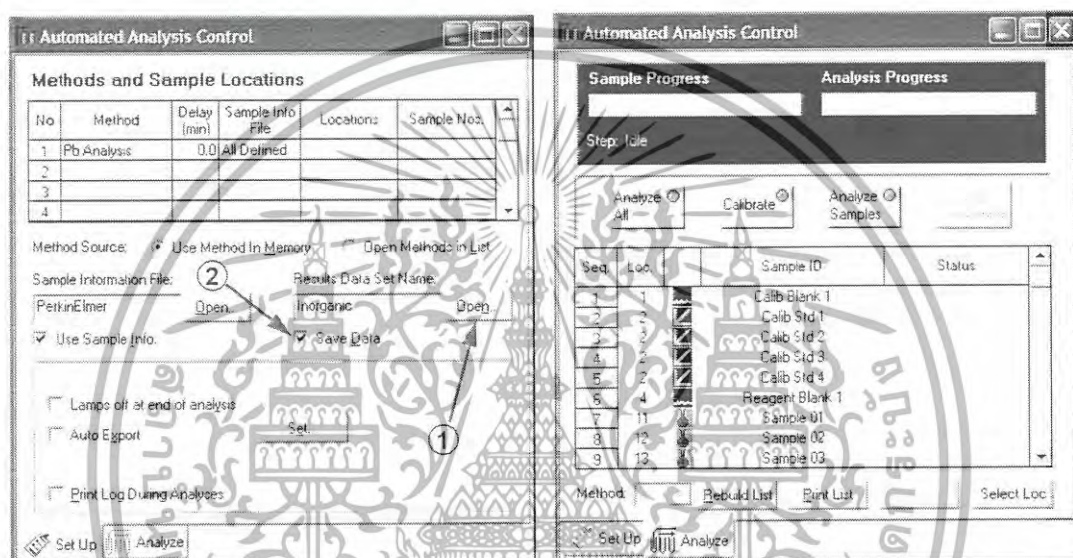 Automated Analysis Control
Methods and Sample Locations
No Method Delay (min) Sample Info File Locations Sample Nos.
1 Pb Analysis 0.0 All Defined
2
3
4
Method Source: Use Method In Memory Open Methods in List
Sample Information File: Results Data Set Name:
PerkinElmer Open... Inorganic Open...
Use Sample Info. Save Data
2
Lamps off at end of analysis
Auto Export Set...
1
Print Log During Analyses
Set Up Analyze
Automated Analysis Control
Sample Progress Analysis Progress
Step: Idle
Analyze All Calibrate Analyze Samples
Seq. Loc. Sample ID Status
1 1 Calib Blank 1
2 2 Calib Std 1
3 2 Calib Std 2
4 2 Calib Std 3
5 2 Calib Std 4
6 4 Reagent Blank 1
7 11 Sample 01
8 12 Sample 02
9 13 Sample 03
Method: Rebuild List Print List Select Loc
Set Up Analyze